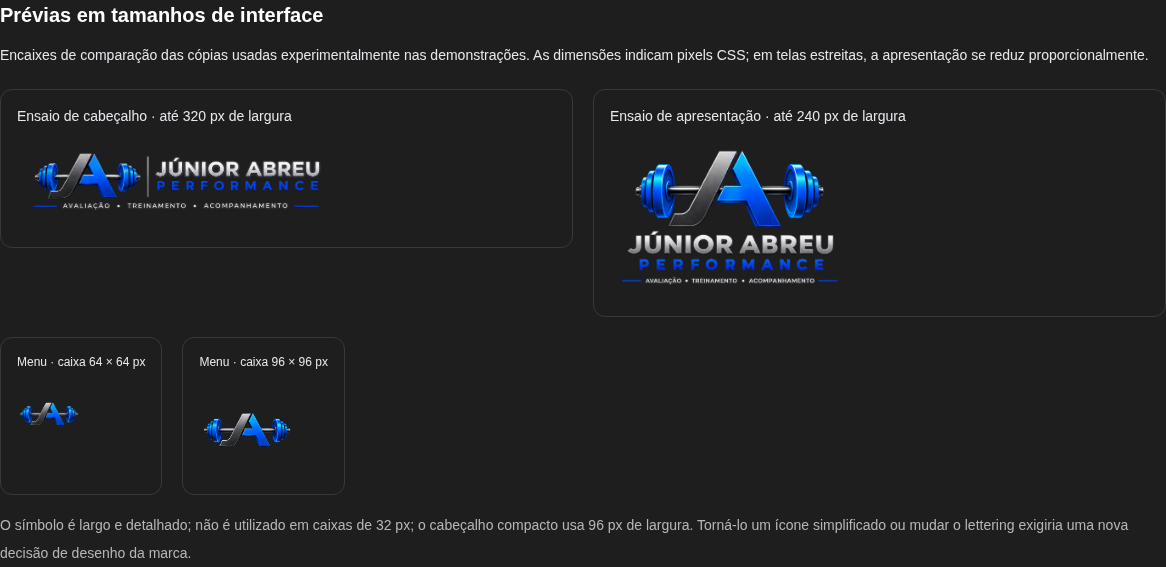 Prévias em tamanhos de interface
Encaixes de comparação das cópias usadas experimentalmente nas demonstrações. As dimensões indicam pixels CSS; em telas estreitas, a apresentação se reduz proporcionalmente.
Ensaio de cabeçalho · até 320 px de largura
JÚNIOR ABREU
PERFORMANCE
AVALIAÇÃO • TREINAMENTO • ACOMPANHAMENTO
Ensaio de apresentação · até 240 px de largura
JÚNIOR ABREU
PERFORMANCE
AVALIAÇÃO • TREINAMENTO • ACOMPANHAMENTO
Menu · caixa 64 × 64 px
Menu · caixa 96 × 96 px
O símbolo é largo e detalhado; não é utilizado em caixas de 32 px; o cabeçalho compacto usa 96 px de largura. Torná-lo um ícone simplificado ou mudar o lettering exigiria uma nova
decisão de desenho da marca.